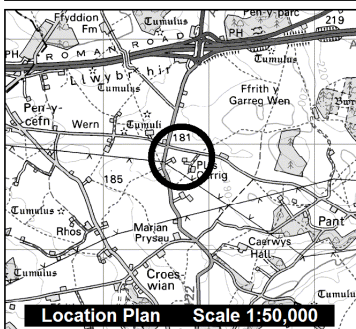 Ffyddion
Fm
Tumulus
Pen-y-parc
219
PH
ROMAN ROAD
PH
Llwybr hir
Tumulus
Tumulus
Ffrith y
Garreg Wen
Pen-y-
cefn
Wern
Tumuli
181
Plas
185
Tumulus
Rhos
Marian
Prysau
Caerwys
Hall
Pant
Croes
wian
Tumulus
Tumulus
Location Plan Scale 1:50,000